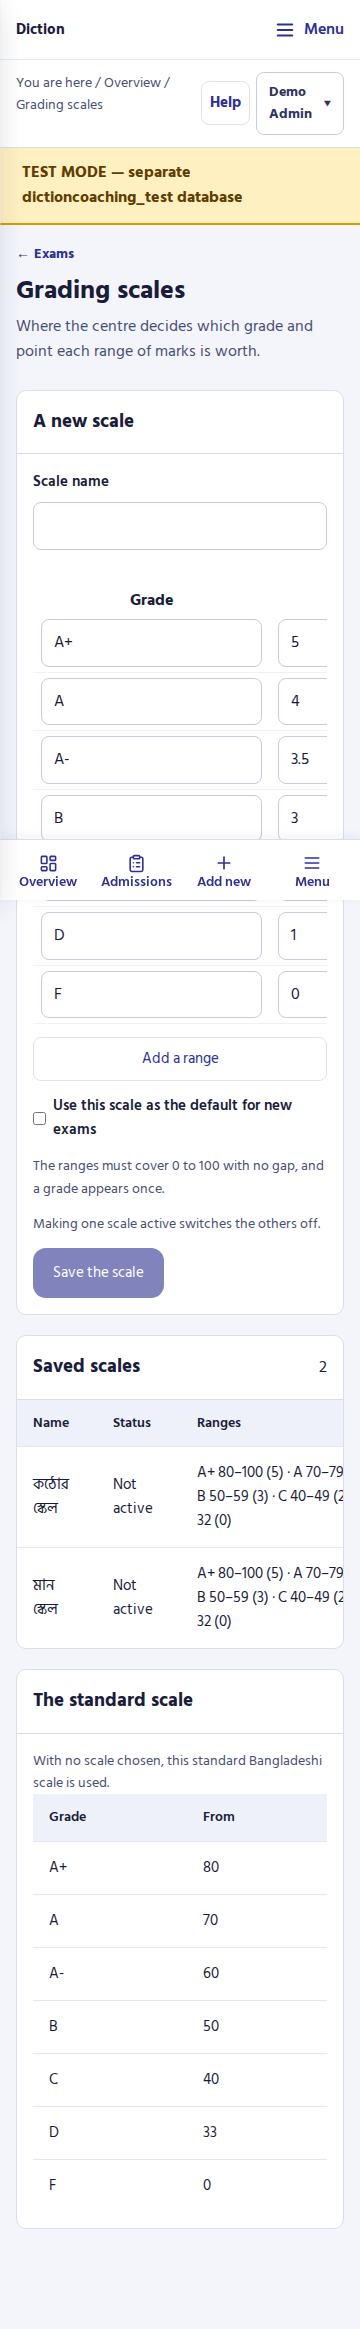 Diction
Menu
You are here / Overview /
Grading scales
Help
Demo
Admin
TEST MODE — separate
dictioncoaching_test database
← Exams
Grading scales
Where the centre decides which grade and
point each range of marks is worth.
A new scale
Scale name
Grade
A+ 5
A 4
A- 3.5
B 3
Overview Admissions Add new Menu
D 1
F 0
Add a range
Use this scale as the default for new
exams
The ranges must cover 0 to 100 with no gap, and
a grade appears once.
Making one scale active switches the others off.
Save the scale
Saved scales 2
Name Status Ranges
কঠোর
স্কেল
Not
active
A+ 80–100 (5) · A 70–79
B 50–59 (3) · C 40–49 (2
32 (0)
মান
স্কেল
Not
active
A+ 80–100 (5) · A 70–79
B 50–59 (3) · C 40–49 (2
32 (0)
The standard scale
With no scale chosen, this standard Bangladeshi
scale is used.
Grade From
A+ 80
A 70
A- 60
B 50
C 40
D 33
F 0